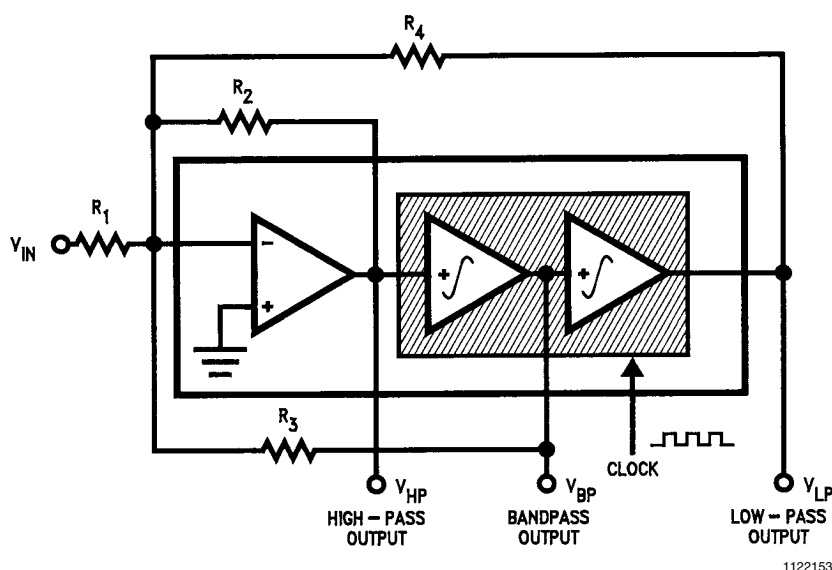 R4
R2
R1
VIN
-
+
+
+
R3
CLOCK
VHP
VBP
VLP
HIGH-PASS
OUTPUT
BANDPASS
OUTPUT
LOW-PASS
OUTPUT
1122153